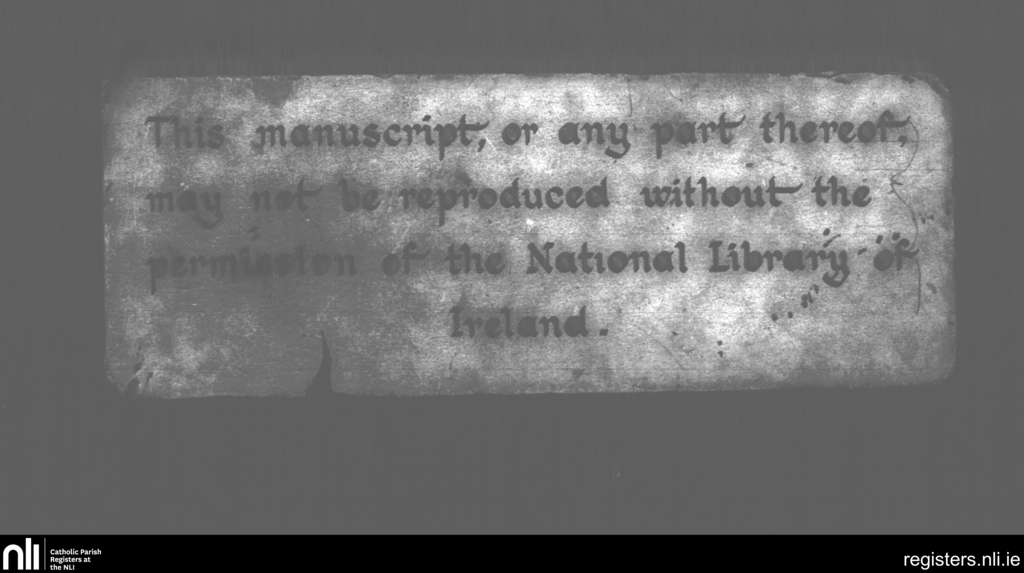 This manuscript, or any part thereof,
may not be reproduced without the
permission of the National Library of
Ireland.
nli
Catholic Parish
Registers at
the NLI
registers.nli.ie